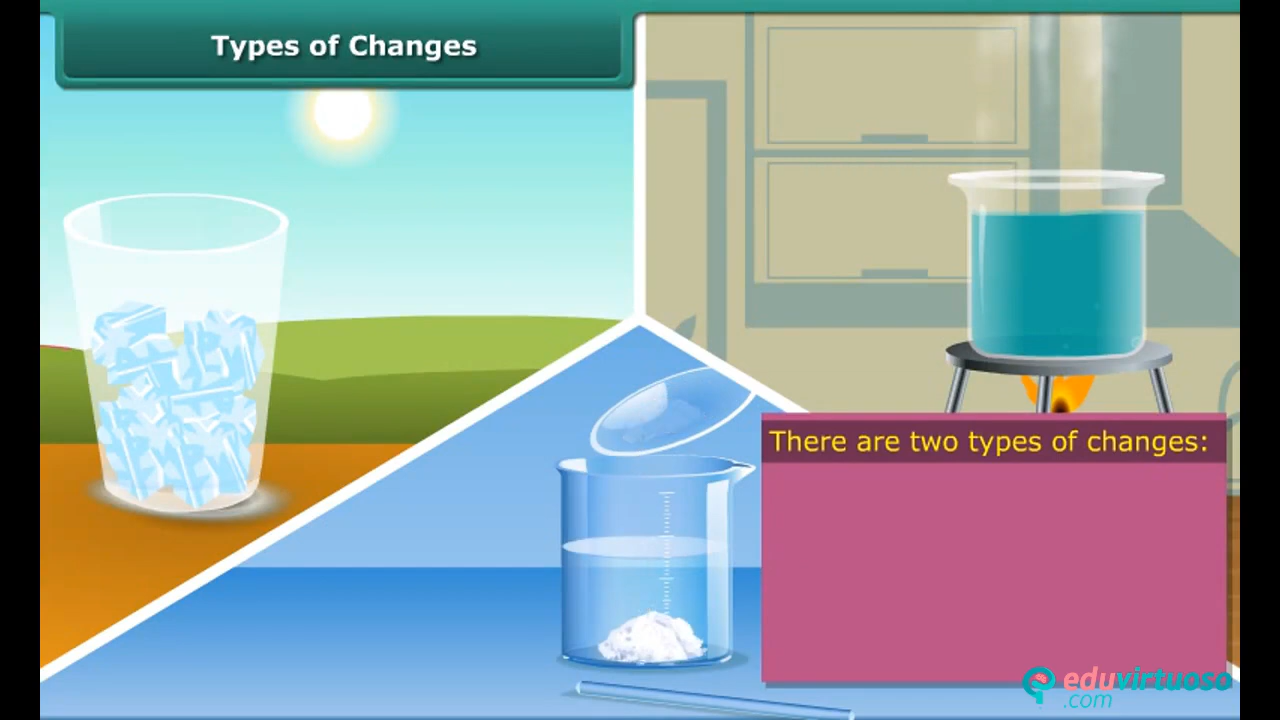 Types of Changes
There are two types of changes:
eduvirtuoso
.com